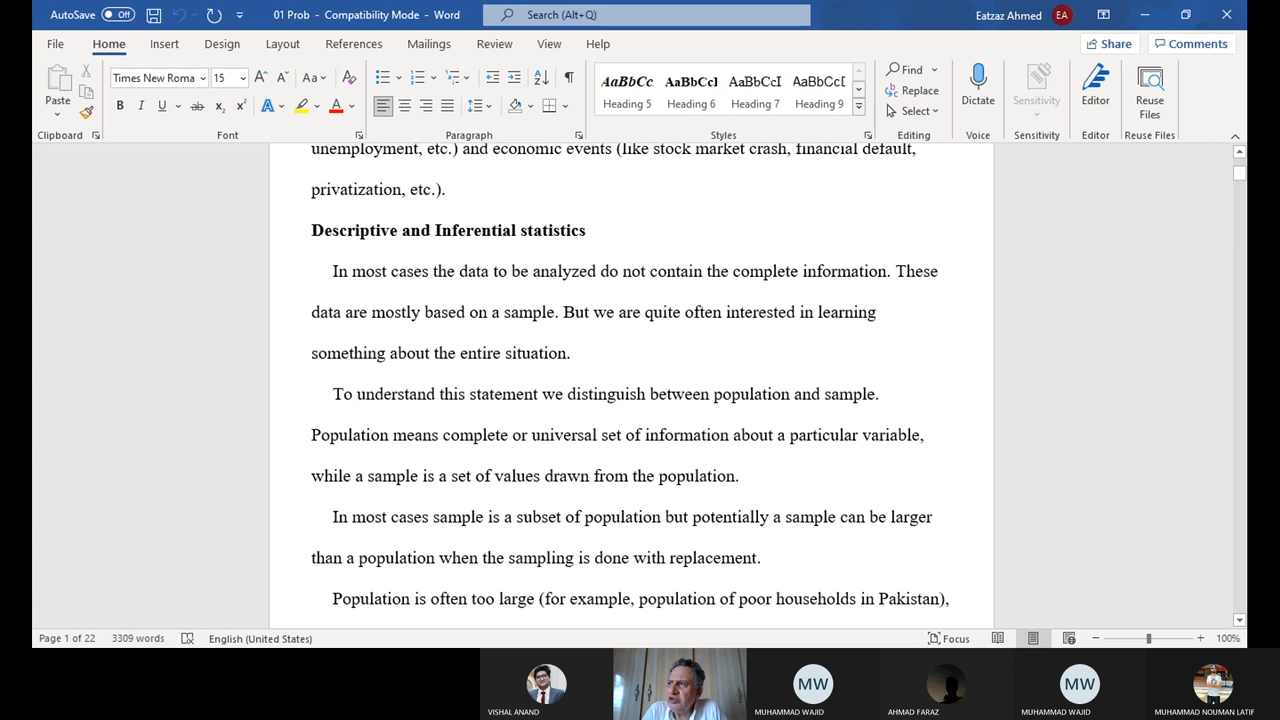 AutoSave Off 01 Prob - Compatibility Mode - Word Search (Alt+Q) Eatzaz Ahmed EA
File Home Insert Design Layout References Mailings Review View Help Share Comments
Times New Roma 15 Aa Find
Paste Replace Dictate Sensitivity Editor Reuse Files
B I U ab x₂ x² A A Select
AaBbCc AaBbCcI AaBbCcI AaBbCcI
Heading 5 Heading 6 Heading 7 Heading 9
Clipboard Font Paragraph Styles Editing Voice Sensitivity Editor Reuse Files
unemployment, etc.) and economic events (like stock market crash, financial default,
privatization, etc.).
Descriptive and Inferential statistics
In most cases the data to be analyzed do not contain the complete information. These
data are mostly based on a sample. But we are quite often interested in learning
something about the entire situation.
To understand this statement we distinguish between population and sample.
Population means complete or universal set of information about a particular variable,
while a sample is a set of values drawn from the population.
In most cases sample is a subset of population but potentially a sample can be larger
than a population when the sampling is done with replacement.
Population is often too large (for example, population of poor households in Pakistan),
Page 1 of 22 3309 words English (United States) Focus 100%
MW MW
VISHAL ANAND MUHAMMAD WAJID AHMAD FARAZ MUHAMMAD WAJID MUHAMMAD NOUMAN LATIF